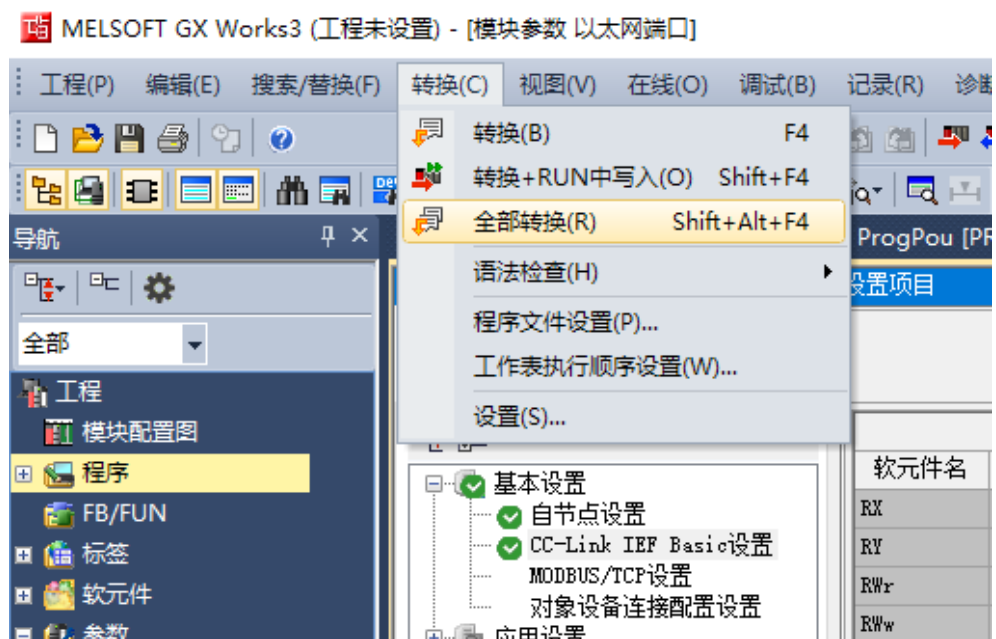 MELSOFT GX Works3 (工程未设置) - [模块参数 以太网端口]
工程(P) 编辑(E) 搜索/替换(F) 转换(C) 视图(V) 在线(O) 调试(B) 记录(R) 诊断
转换(B) F4
转换+RUN中写入(O) Shift+F4
全部转换(R) Shift+Alt+F4
语法检查(H)
程序文件设置(P)...
工作表执行顺序设置(W)...
设置(S)...
导航
ProgPou [PR
设置项目
全部
工程
模块配置图
程序
FB/FUN
标签
软元件
参数
基本设置
自节点设置
CC-Link IEF Basic设置
MODBUS/TCP设置
对象设备连接配置设置
应用设置
软元件名
RX
RY
RWr
RWw